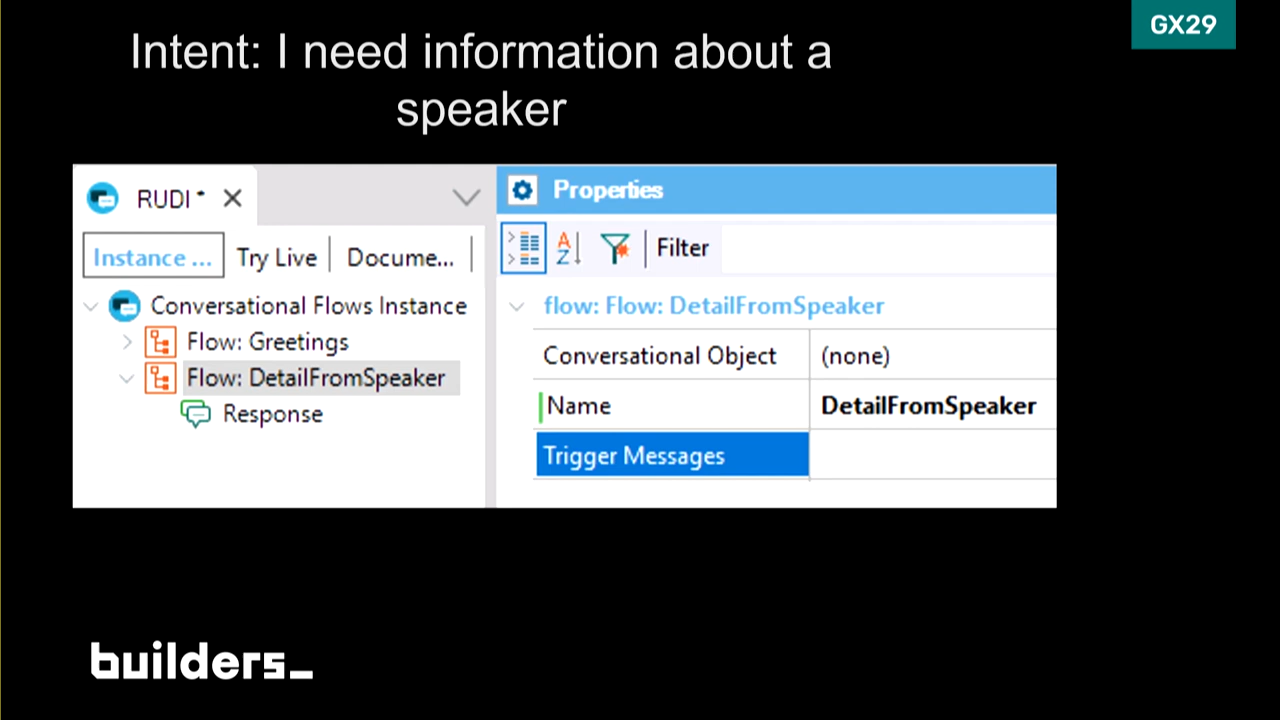 GX29
Intent: I need information about a
speaker
RUDI *
Instance ...
Try Live
Docume...
Conversational Flows Instance
Flow: Greetings
Flow: DetailFromSpeaker
Response
Properties
Filter
flow: Flow: DetailFromSpeaker
Conversational Object (none)
Name DetailFromSpeaker
Trigger Messages
builders_